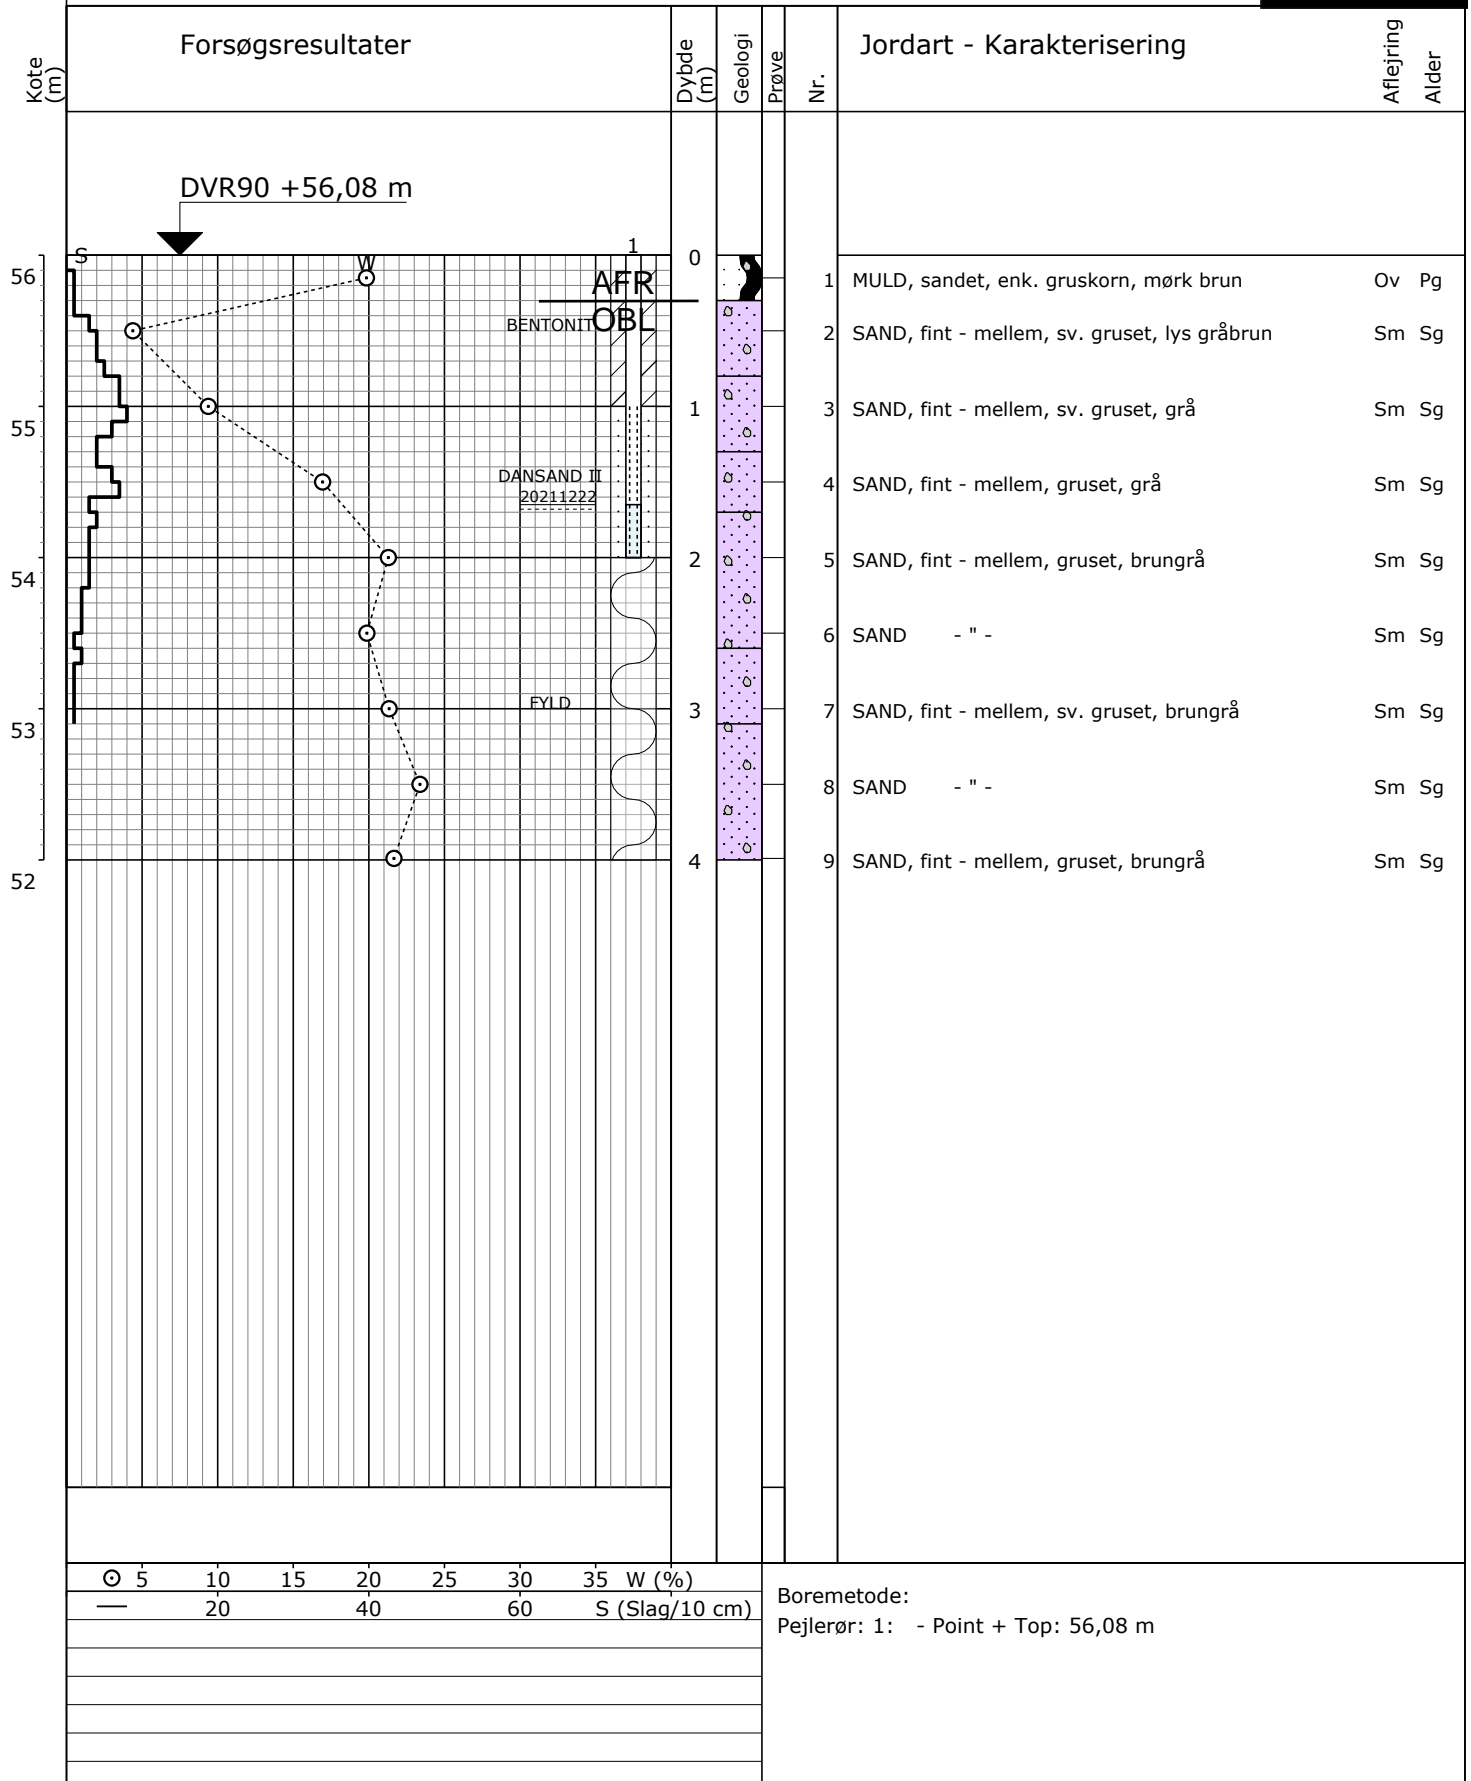 Kote (m)
Forsøgsresultater
Dybde (m)
Geologi
Prøve
Nr.
Jordart - Karakterisering
Aflejring
Alder
DVR90 +56,08 m
S
W
1
0
56
AFR
1 MULD, sandet, enk. gruskorn, mørk brun Ov Pg
BENTONIT
OBL
2 SAND, fint - mellem, sv. gruset, lys gråbrun Sm Sg
1
55
3 SAND, fint - mellem, sv. gruset, grå Sm Sg
DANSAND II
20211222
4 SAND, fint - mellem, gruset, grå Sm Sg
2
54
5 SAND, fint - mellem, gruset, brungrå Sm Sg
6 SAND - " - Sm Sg
FYLD
3
53
7 SAND, fint - mellem, sv. gruset, brungrå Sm Sg
8 SAND - " - Sm Sg
4
52
9 SAND, fint - mellem, gruset, brungrå Sm Sg
5 10 15 20 25 30 35 W (%)
20 40 60 S (Slag/10 cm)
Boremetode:
Pejlerør: 1: - Point + Top: 56,08 m